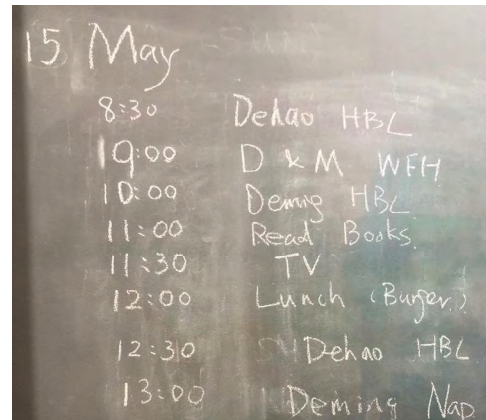 15 May
8:30 Dehao HBL
9:00 D & M WFH
10:00 Deming HBL
11:00 Read Books.
11:30 TV
12:00 Lunch (Burger.)
12:30 Dehao HBL
13:00 Deming Nap